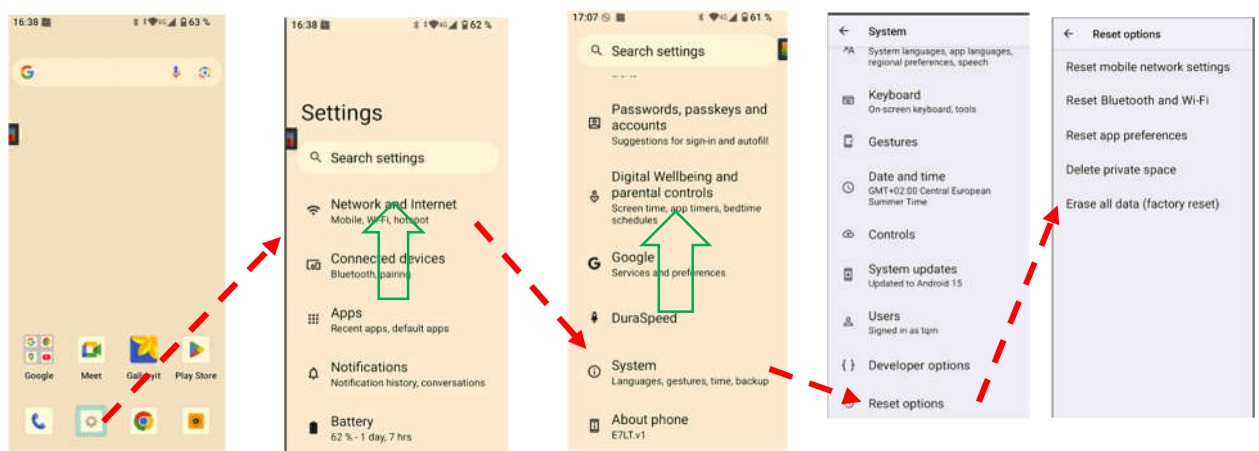 16:38
63 %
Google
Meet
Galleryit
Play Store
16:38
62 %
Settings
Search settings
Network and Internet
Mobile, Wi-Fi, hotspot
Connected devices
Bluetooth, pairing
Apps
Recent apps, default apps
Notifications
Notification history, conversations
Battery
62 % - 1 day, 7 hrs
17:07
61 %
Search settings
Passwords, passkeys and
accounts
Suggestions for sign-in and autofill
Digital Wellbeing and
parental controls
Screen time, app timers, bedtime
schedules
Google
Services and preferences
DuraSpeed
System
Languages, gestures, time, backup
About phone
E7LT.v1
System
System languages, app languages,
regional preferences, speech
Keyboard
On-screen keyboard, tools
Gestures
Date and time
GMT+02:00 Central European
Summer Time
Controls
System updates
Updated to Android 15
Users
Signed in as tqm
Developer options
Reset options
Reset options
Reset mobile network settings
Reset Bluetooth and Wi-Fi
Reset app preferences
Delete private space
Erase all data (factory reset)